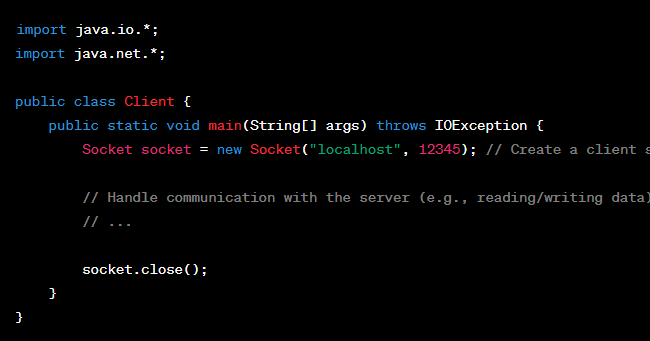 import java.io.*;
import java.net.*;
public class Client {
public static void main(String[] args) throws IOException {
Socket socket = new Socket("localhost", 12345); // Create a client s
// Handle communication with the server (e.g., reading/writing data)
// ...
socket.close();
}
}